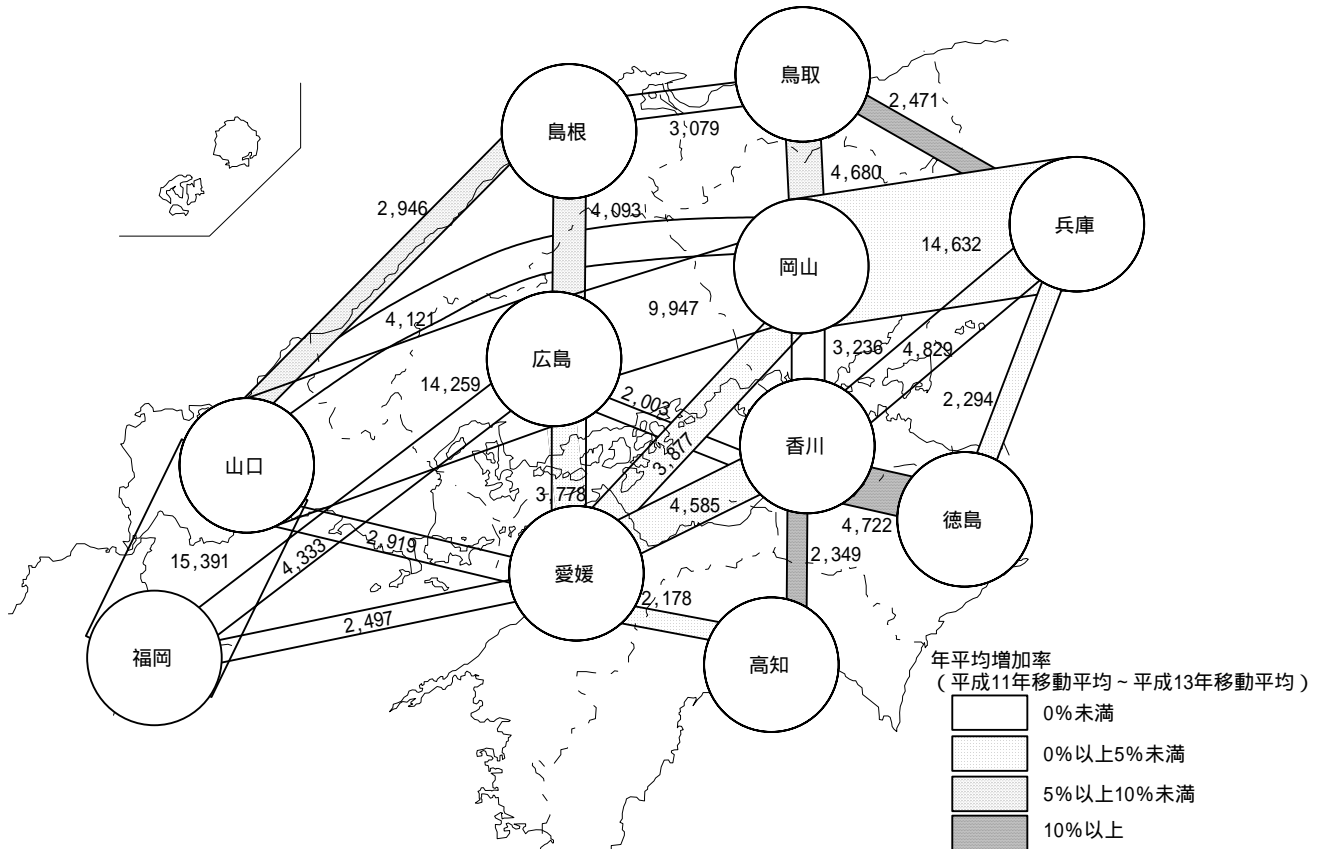 鳥取
2,471
島根
3,079
4,680
2,946
4,093
兵庫
14,632
岡山
9,947
4,121
3,236
4,829
広島
14,259
2,003
2,294
3,877
香川
山口
3,778
4,585
4,722
徳島
2,919
15,391
4,333
2,349
愛媛
2,178
2,497
福岡
高知
年平均増加率
(平成11年移動平均~平成13年移動平均)
0%未満
0%以上5%未満
5%以上10%未満
10%以上